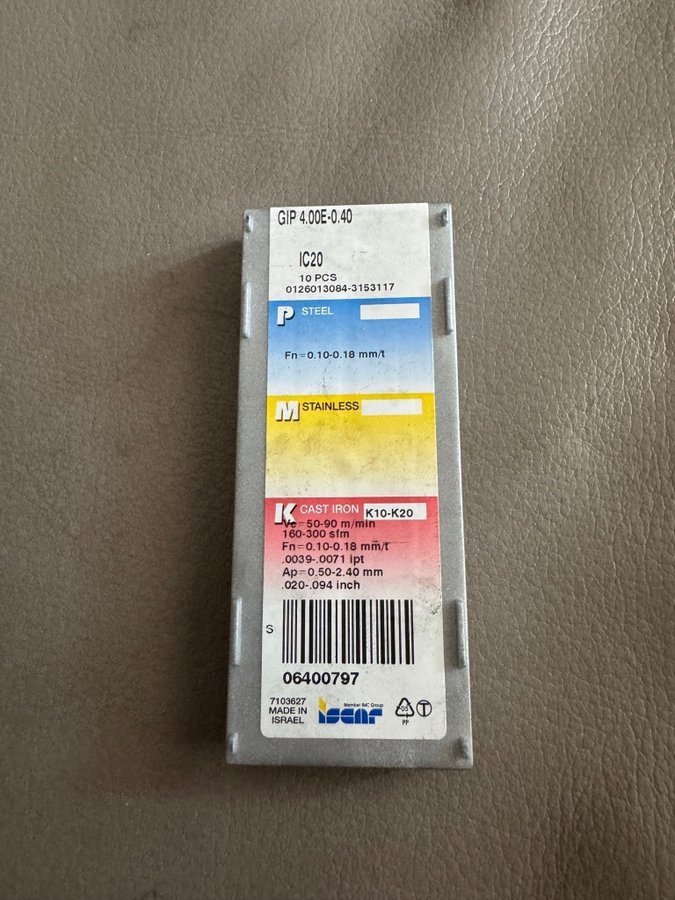 GIP 4.00E-0.40
IC20
10 PCS
0126013084-3153117
P STEEL
Fn=0.10-0.18 mm/t
M STAINLESS
K CAST IRON K10-K20
Vc=50-90 m/min
160-300 sfm
Fn=0.10-0.18 mm/t
.0039-.0071 ipt
Ap=0.50-2.40 mm
.020-.094 inch
S
06400797
7103627
MADE IN
ISRAEL
Member IMC Group
iscar
05
PP
T